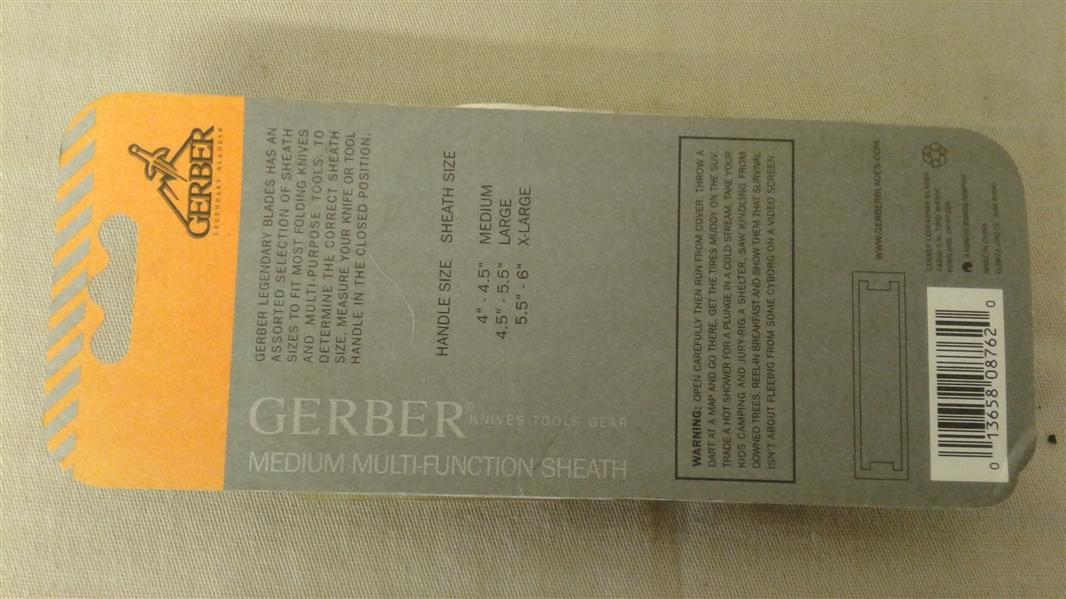 GERBER
LEGENDARY BLADES®
GERBER LEGENDARY BLADES HAS AN
ASSORTED SELECTION OF SHEATH
SIZES TO FIT MOST FOLDING KNIVES
AND MULTI-PURPOSE TOOLS. TO
DETERMINE THE CORRECT SHEATH
SIZE, MEASURE YOUR KNIFE OR TOOL
HANDLE IN THE CLOSED POSITION.
HANDLE SIZE SHEATH SIZE
4" - 4.5" MEDIUM
4.5" - 5.5" LARGE
5.5" - 6" X-LARGE
GERBER KNIVES TOOLS GEAR
MEDIUM MULTI-FUNCTION SHEATH
WARNING: OPEN CAREFULLY THEN RUN FROM COVER. THROW A
DART AT A MAP AND GO THERE. GET THE TIRES MUDDY ON THE SUV.
TRADE A HOT SHOWER FOR A PLUNGE IN A COLD STREAM. TAKE YOUR
KIDS CAMPING AND JURY-RIG A SHELTER. SAW KINDLING FROM
DOWNED TREES. REEL-IN BREAKFAST AND SHOW THEM THAT SURVIVAL
ISN'T ABOUT FLEEING FROM SOME CYBORG ON A VIDEO SCREEN.
WWW.GERBERBLADES.COM
GERBER LEGENDARY BLADES
14200 S.W. 72ND AVENUE
PORTLAND, OR 97224
MADE IN CHINA
0 13658 08762 0